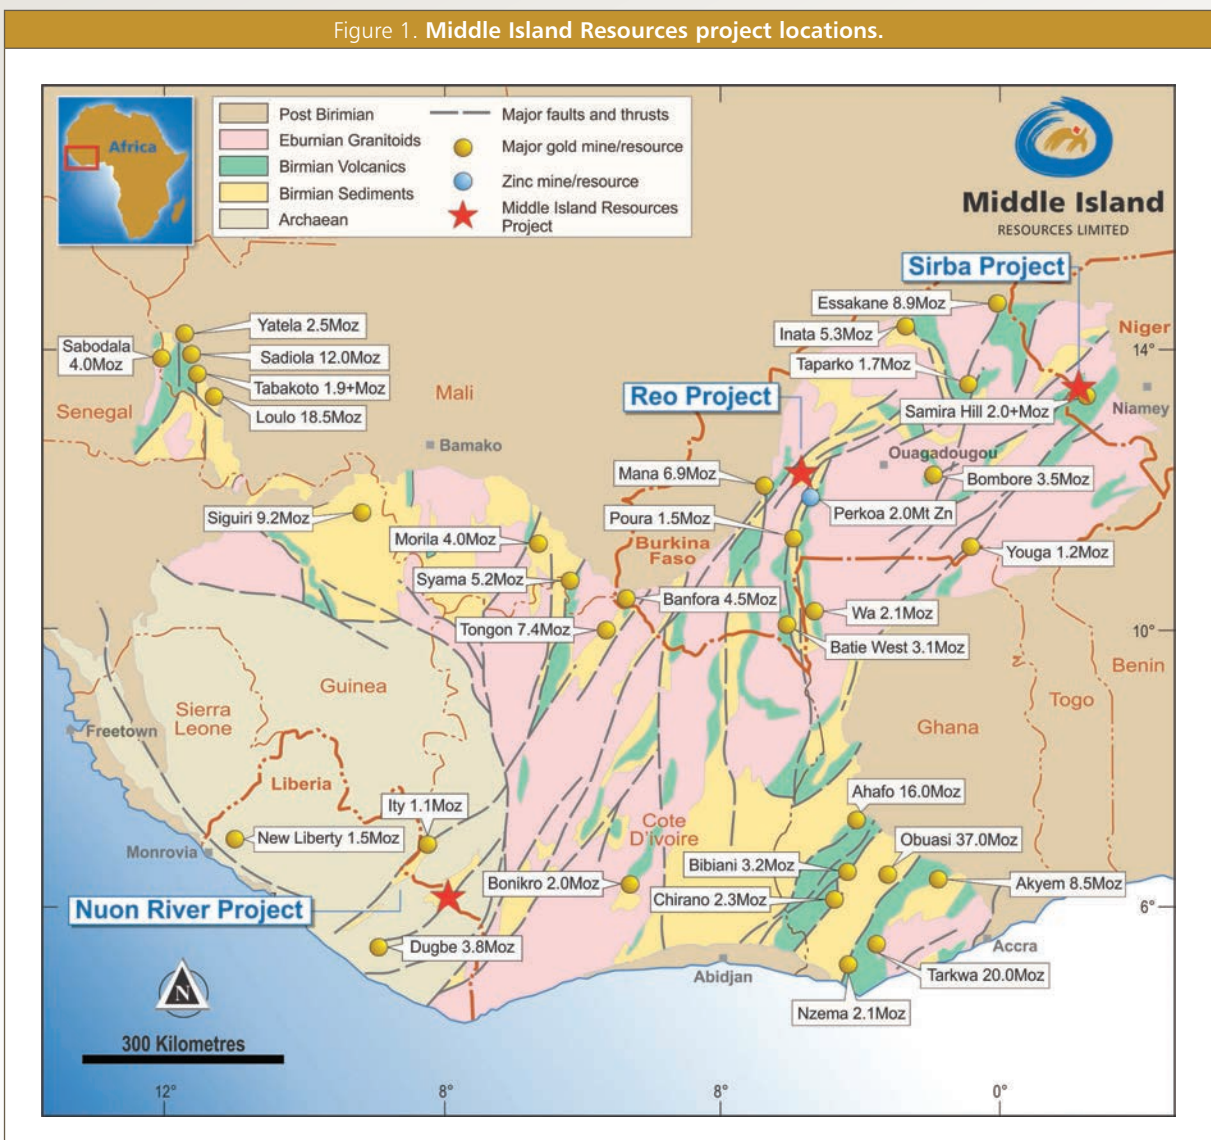 Figure 1. Middle Island Resources project locations.
Africa
Post Birimian
Eburnian Granitoids
Birmian Volcanics
Birmian Sediments
Archaean
Major faults and thrusts
Major gold mine/resource
Zinc mine/resource
Middle Island Resources
Project
Middle Island
RESOURCES LIMITED
Sirba Project
Essakane 8.9Moz
Inata 5.3Moz
Niger
Yatela 2.5Moz
Sabodala
4.0Moz
Sadiola 12.0Moz
14°
Taparko 1.7Moz
Tabakoto 1.9+Moz
Mali
Reo Project
Senegal
Loulo 18.5Moz
Samira Hill 2.0+Moz
Niamey
Bamako
Ouagadougou
Mana 6.9Moz
Bombore 3.5Moz
Siguiri 9.2Moz
Poura 1.5Moz
Perkoa 2.0Mt Zn
Morila 4.0Moz
Burkina
Faso
Youga 1.2Moz
Syama 5.2Moz
Banfora 4.5Moz
Wa 2.1Moz
Tongon 7.4Moz
10°
Batie West 3.1Moz
Benin
Guinea
Togo
Sierra
Leone
Freetown
Ghana
Liberia
Ahafo 16.0Moz
Ity 1.1Moz
Cote
D'ivoire
New Liberty 1.5Moz
Obuasi 37.0Moz
Monrovia
Bibiani 3.2Moz
Bonikro 2.0Moz
Akyem 8.5Moz
Chirano 2.3Moz
Nuon River Project
6°
Dugbe 3.8Moz
Accra
Abidjan
Tarkwa 20.0Moz
N
Nzema 2.1Moz
300 Kilometres
12°
8°
8°
0°